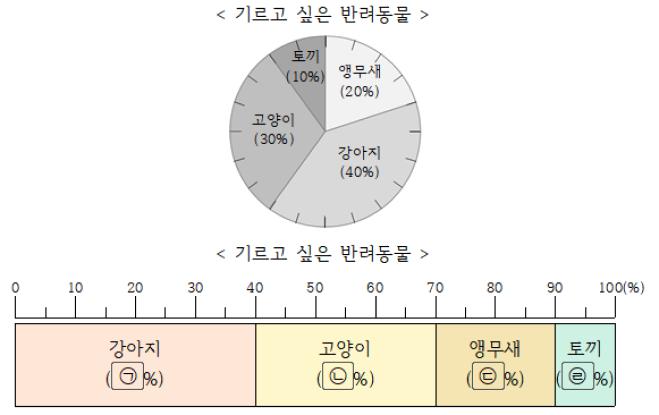 < 기르고 싶은 반려동물 >
토끼
(10%)
앵무새
(20%)
고양이
(30%)
강아지
(40%)
< 기르고 싶은 반려동물 >
0 10 20 30 40 50 60 70 80 90 100(%)
강아지 고양이 앵무새 토끼
(㉠%) (㉡%) (㉢%) (㉣%)